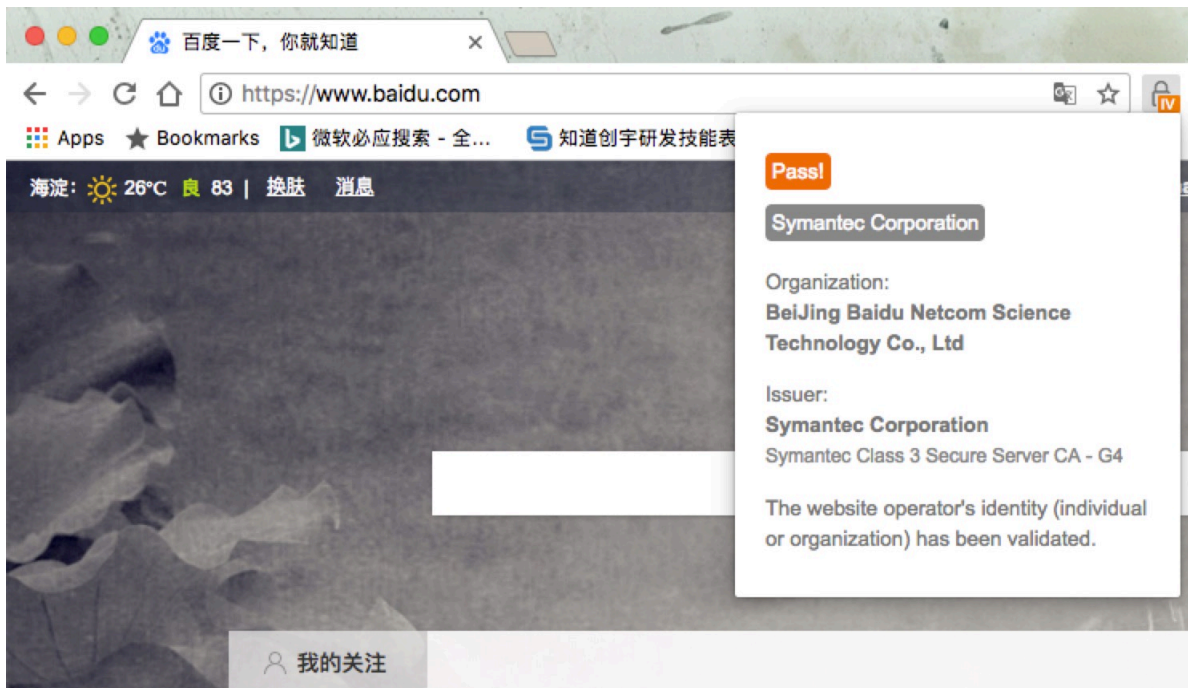 百度一下，你就知道
https://www.baidu.com
IV
Apps Bookmarks 微软必应搜索 - 全... 知道创宇研发技能表
海淀： 26°C 良 83 | 换肤 消息
Pass!
Symantec Corporation
Organization:
BeiJing Baidu Netcom Science
Technology Co., Ltd
Issuer:
Symantec Corporation
Symantec Class 3 Secure Server CA - G4
The website operator's identity (individual
or organization) has been validated.
我的关注